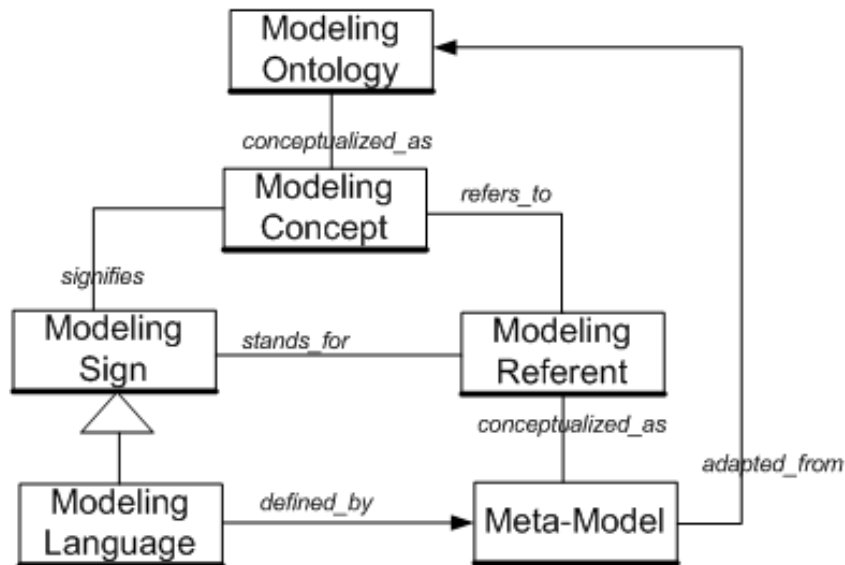 Modeling
Ontology
conceptualized_as
Modeling
Concept
refers_to
signifies
Modeling
Sign
stands_for
Modeling
Referent
conceptualized_as
adapted_from
Modeling
Language
defined_by
Meta-Model